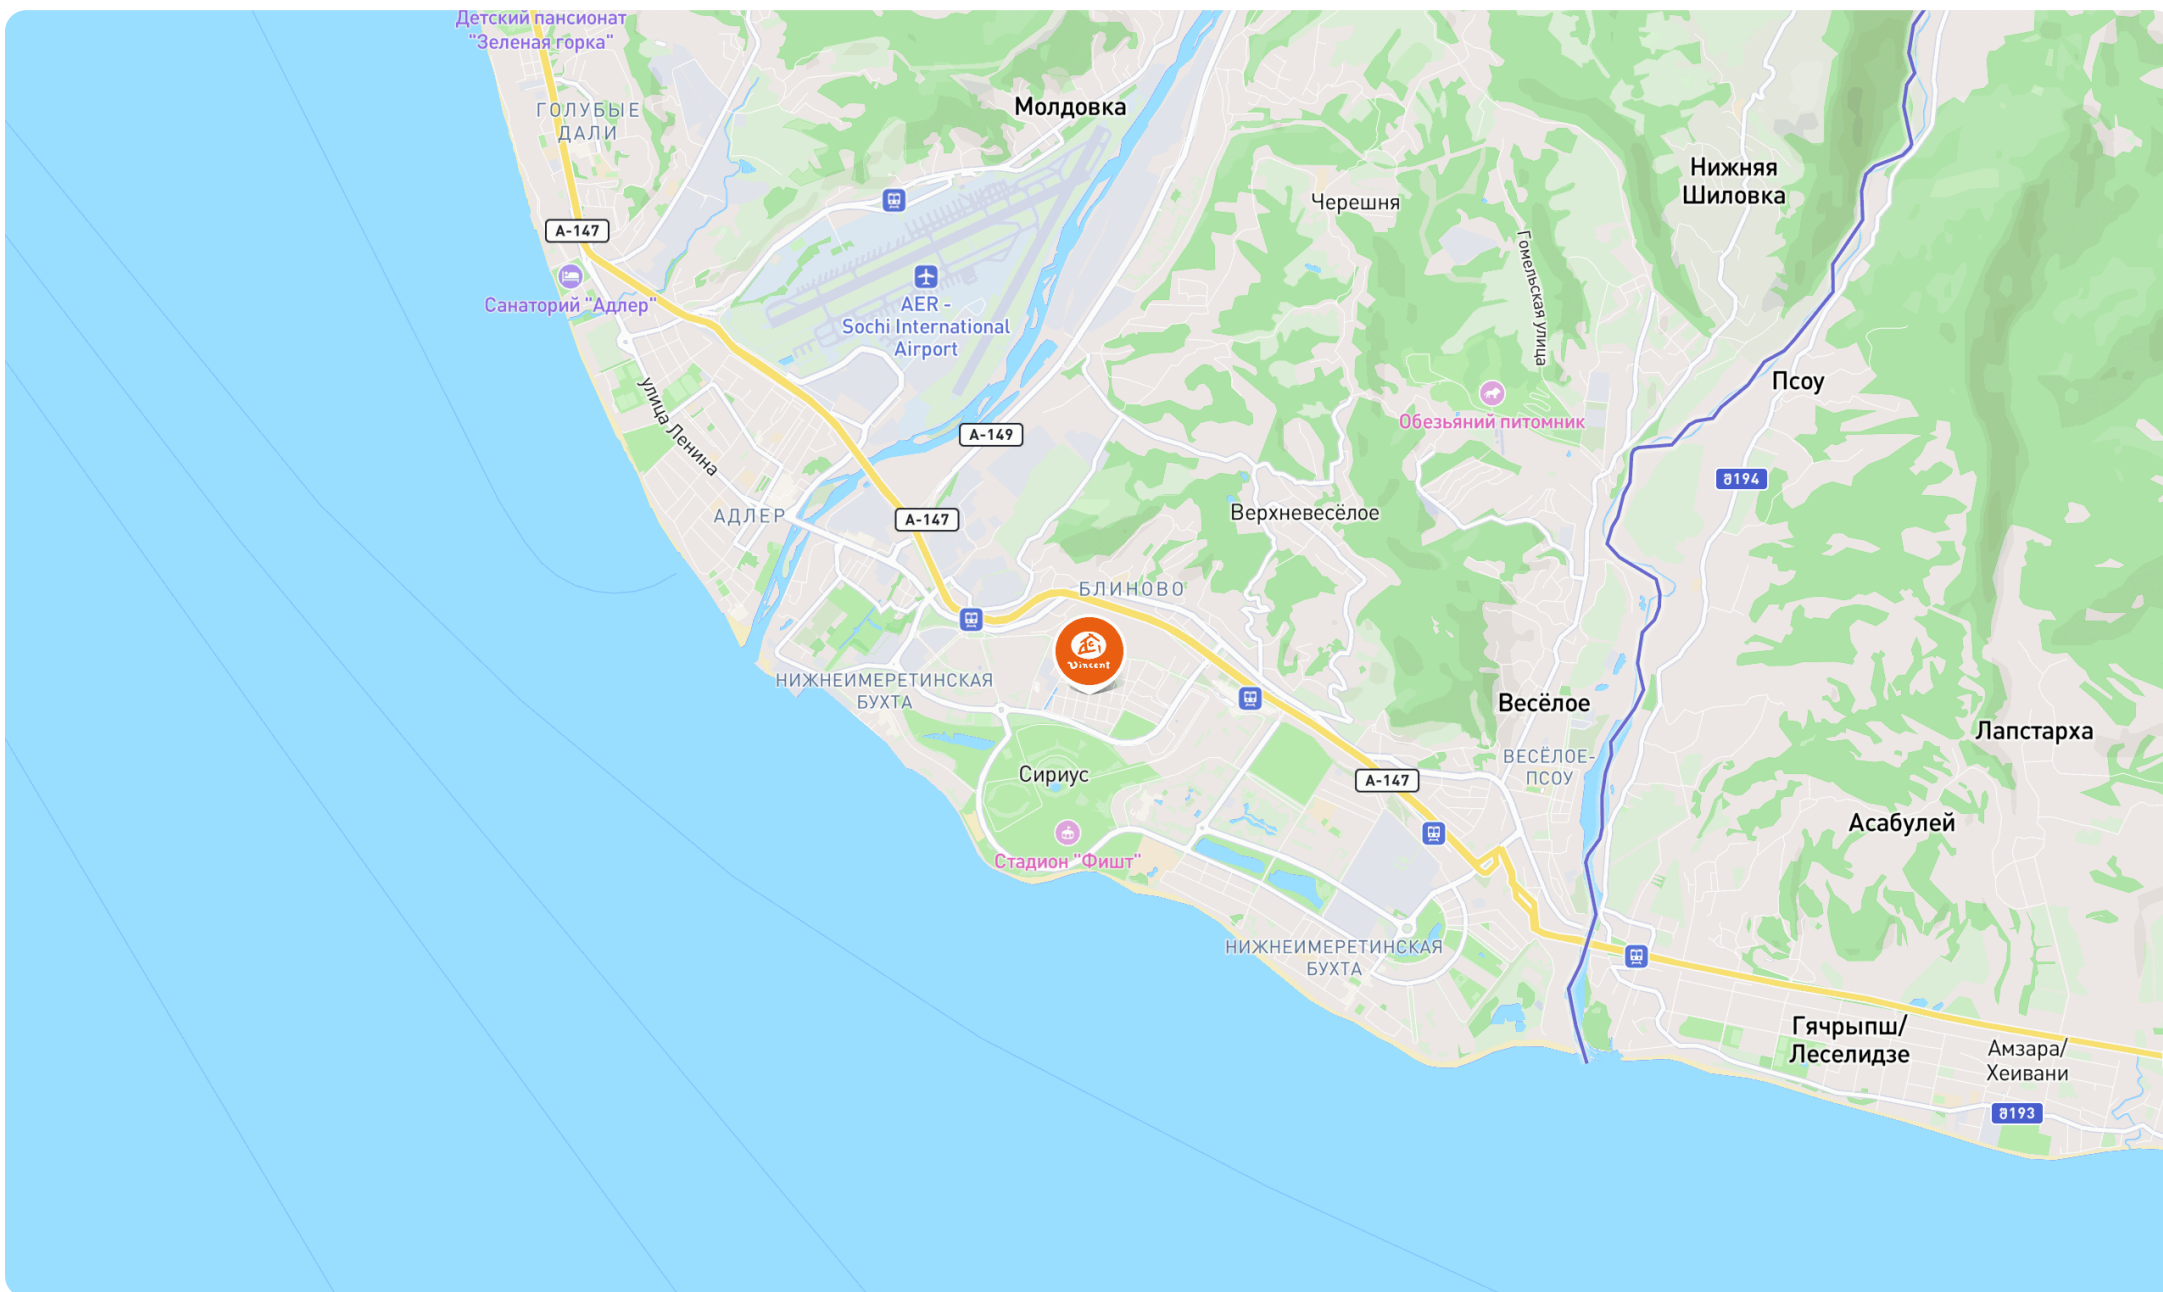 Детский пансионат
"Зеленая горка"
ГОЛУБЫЕ
ДАЛИ
Молдовка
Нижняя
Шиловка
Черешня
А-147
Санаторий "Адлер"
AER -
Sochi International
Airport
Гомельская улица
Псоу
Обезьяний питомник
улица Ленина
А-149
შ194
АДЛЕР
А-147
Верхневесёлое
БЛИНОВО
Vincent
НИЖНЕИМЕРЕТИНСКАЯ
БУХТА
Весёлое
Лапстарха
ВЕСЁЛОЕ-
ПСОУ
Сириус
А-147
Асабулей
Стадион "Фишт"
НИЖНЕИМЕРЕТИНСКАЯ
БУХТА
Гячрыпш/
Леселидзе
Амзара/
Хеивани
შ193